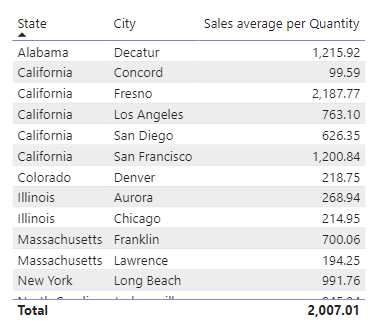 State City Sales average per Quantity
Alabama Decatur 1,215.92
California Concord 99.59
California Fresno 2,187.77
California Los Angeles 763.10
California San Diego 626.35
California San Francisco 1,200.84
Colorado Denver 218.75
Illinois Aurora 268.94
Illinois Chicago 214.95
Massachusetts Franklin 700.06
Massachusetts Lawrence 194.25
New York Long Beach 991.76
Total 2,007.01